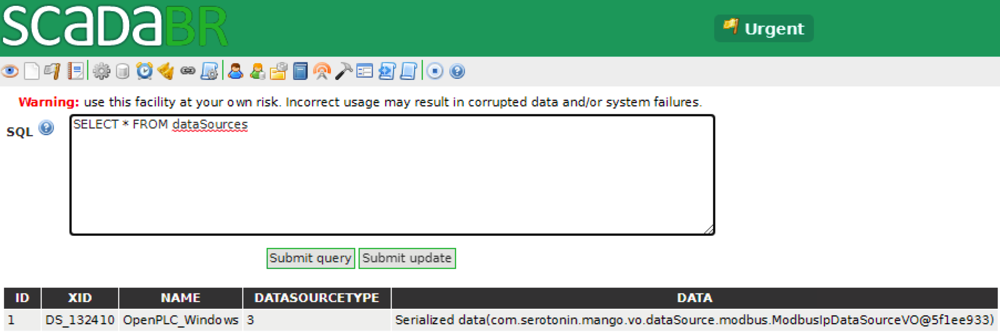 scadaBR
Urgent
Warning: use this facility at your own risk. Incorrect usage may result in corrupted data and/or system failures.
SQL
SELECT * FROM dataSources
Submit query Submit update
ID XID NAME DATASOURCETYPE DATA
1 DS_132410 OpenPLC_Windows 3 Serialized data(com.serotonin.mango.vo.dataSource.modbus.ModbusIpDataSourceVO@5f1ee933)